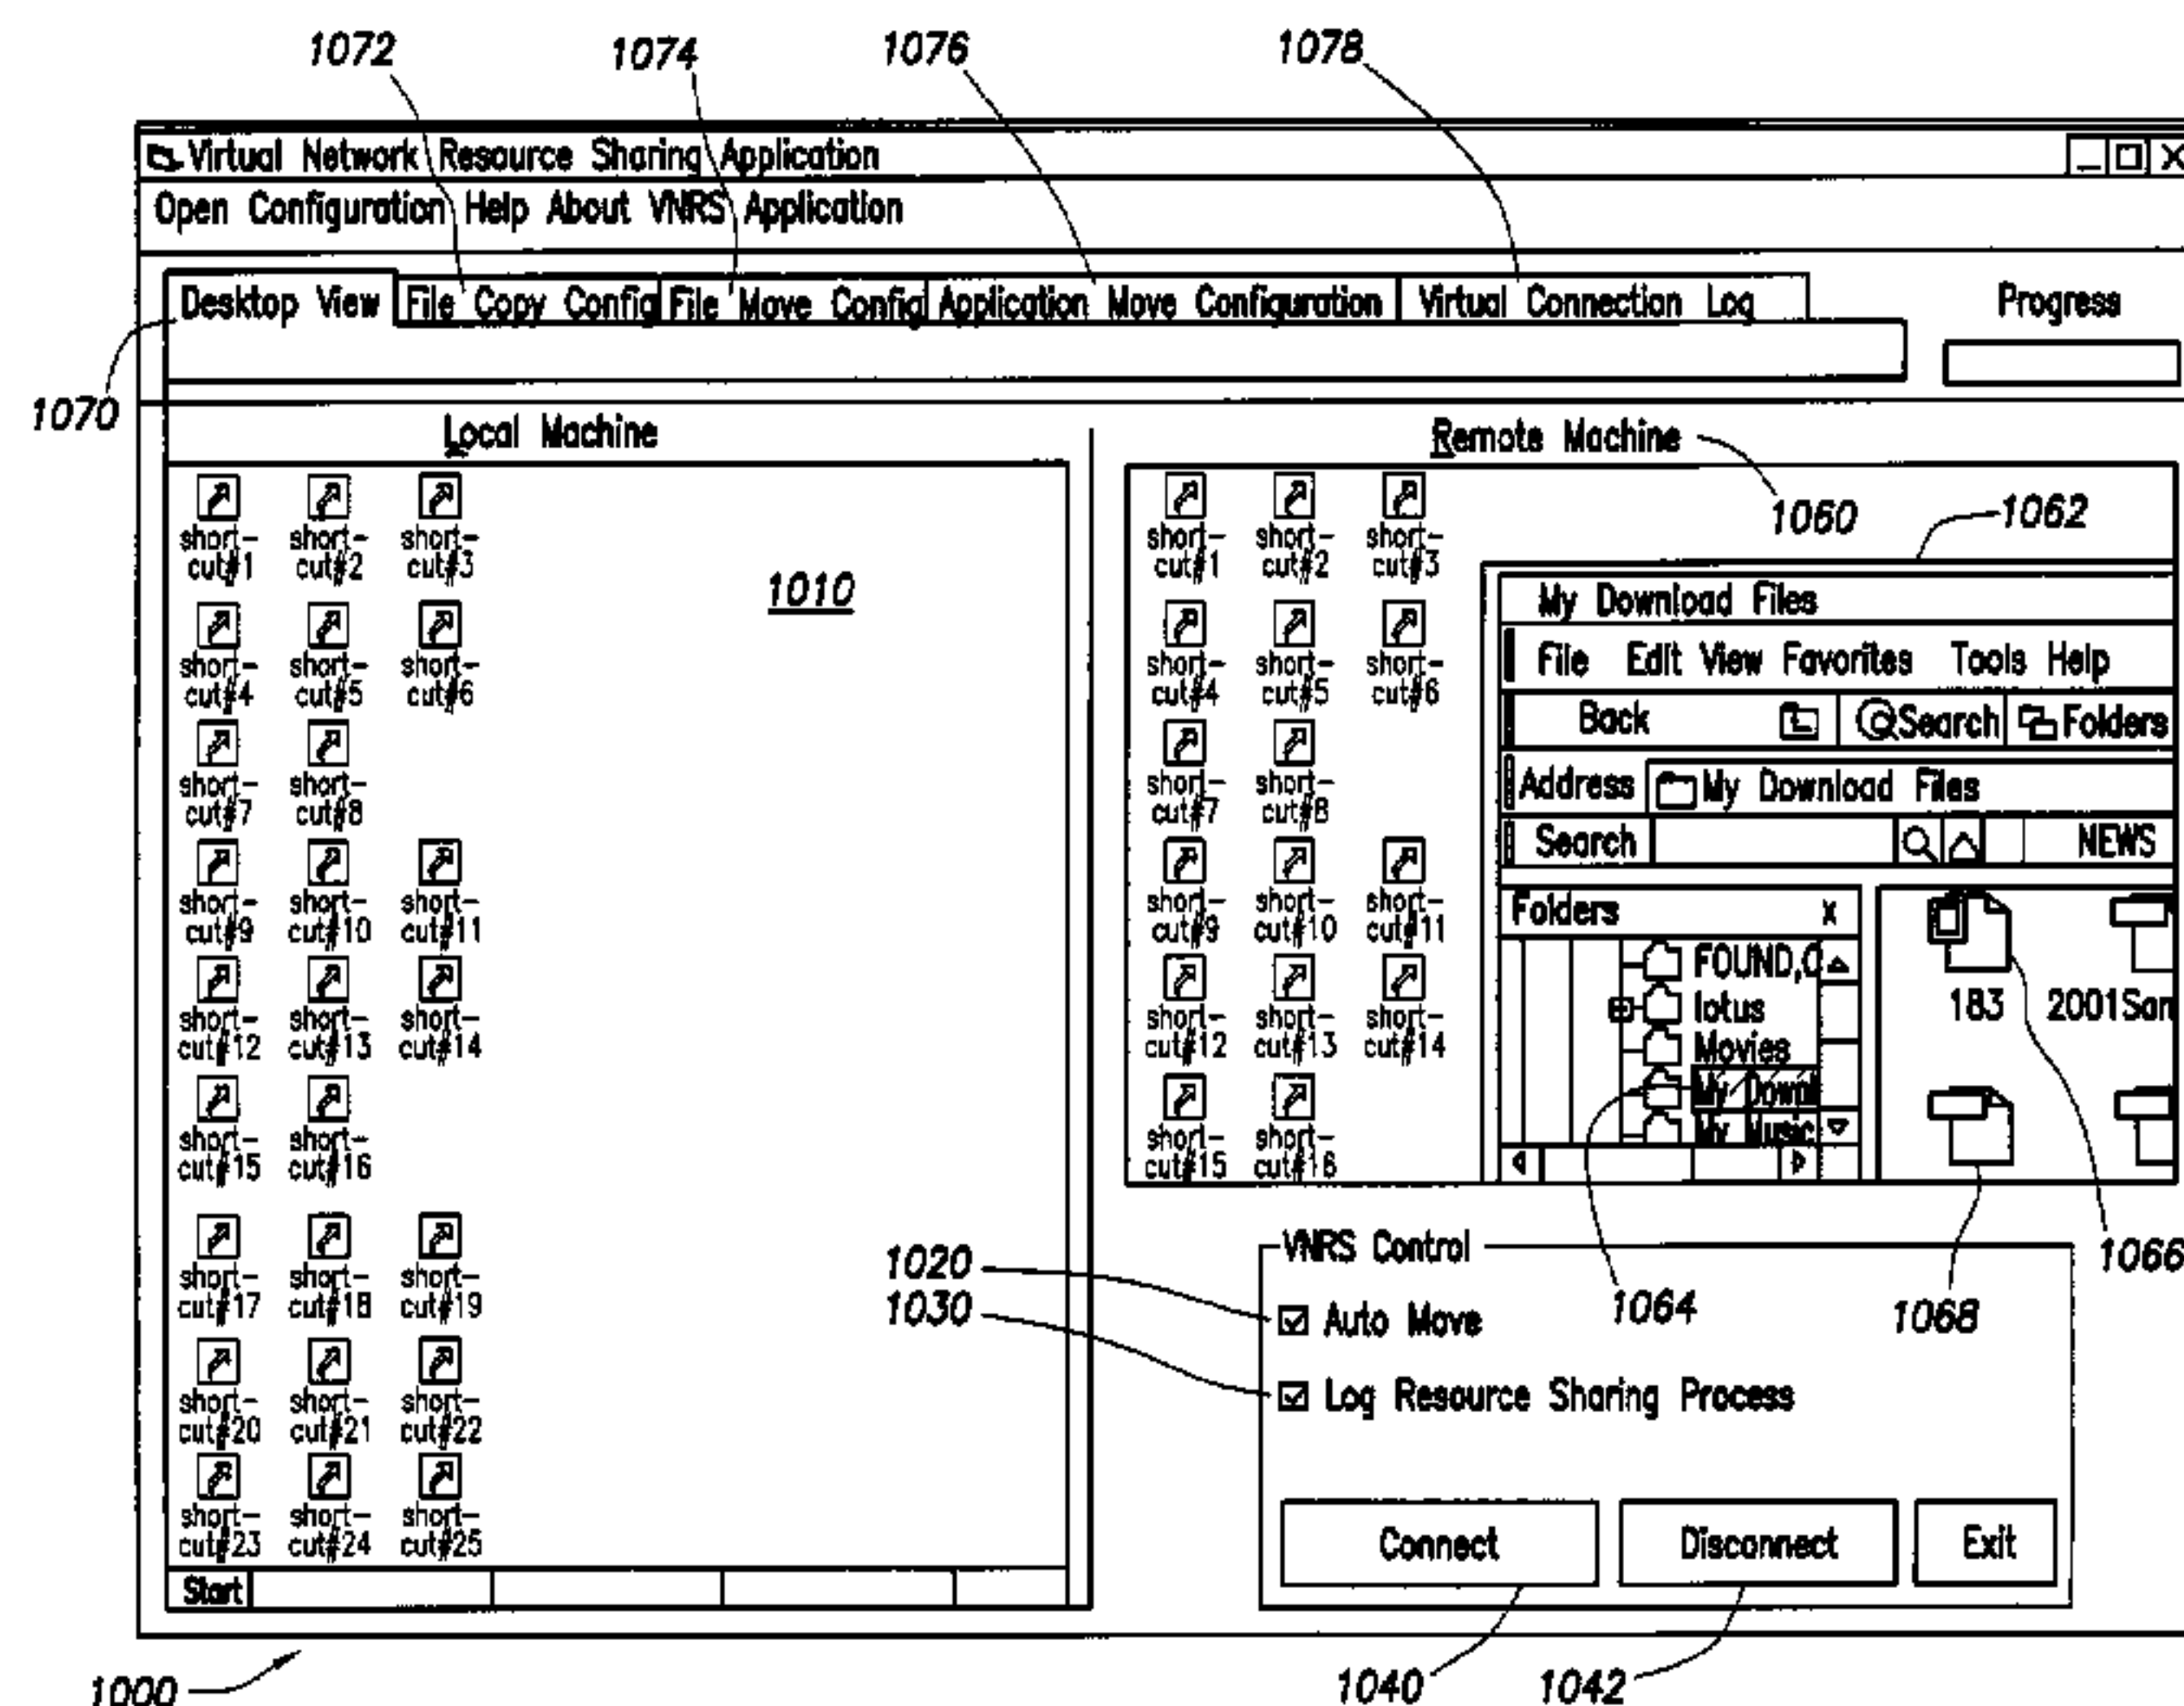 1072 1074 1076 1078
Virtual Network Resource Sharing Application
Open Configuration Help About VNRS Application
Desktop View File Copy Config File Move Config Application Move Configuration Virtual Connection Log Progress
1070
Local Machine
Remote Machine
1060
1062
1010
short-cut#1 short-cut#2 short-cut#3
short-cut#4 short-cut#5 short-cut#6
short-cut#7 short-cut#8
short-cut#9 short-cut#10 short-cut#11
short-cut#12 short-cut#13 short-cut#14
short-cut#15 short-cut#16
short-cut#17 short-cut#18 short-cut#19
short-cut#20 short-cut#21 short-cut#22
short-cut#23 short-cut#24 short-cut#25
Start
short-cut#1 short-cut#2 short-cut#3
short-cut#4 short-cut#5 short-cut#6
short-cut#7 short-cut#8
short-cut#9 short-cut#10 short-cut#11
short-cut#12 short-cut#13 short-cut#14
short-cut#15 short-cut#16
My Download Files
File Edit View Favorites Tools Help
Back Search Folders
Address My Download Files
Search NEWS
Folders x
FOUND,C
lotus
Movies
My Downl
My Music
183 2001San
1064
1066
1068
VNRS Control
1020
Auto Move
1030
Log Resource Sharing Process
Connect Disconnect Exit
1000
1040 1042